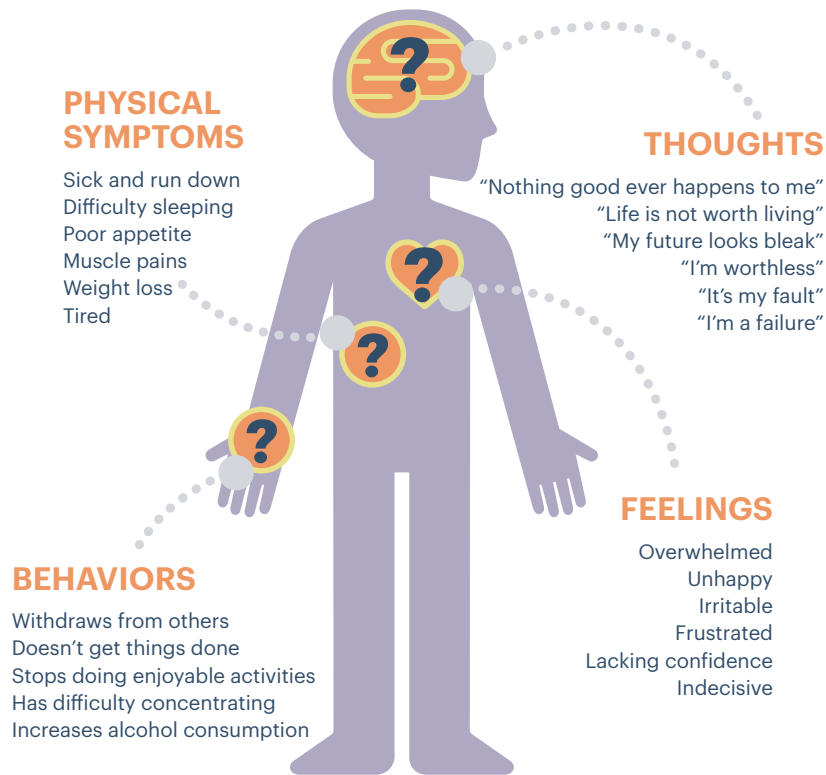 ?
PHYSICAL
SYMPTOMS
Sick and run down
Difficulty sleeping
Poor appetite
Muscle pains
Weight loss
Tired
THOUGHTS
“Nothing good ever happens to me”
“Life is not worth living”
“My future looks bleak”
“I’m worthless”
“It’s my fault”
“I’m a failure”
?
?
?
BEHAVIORS
Withdraws from others
Doesn’t get things done
Stops doing enjoyable activities
Has difficulty concentrating
Increases alcohol consumption
FEELINGS
Overwhelmed
Unhappy
Irritable
Frustrated
Lacking confidence
Indecisive